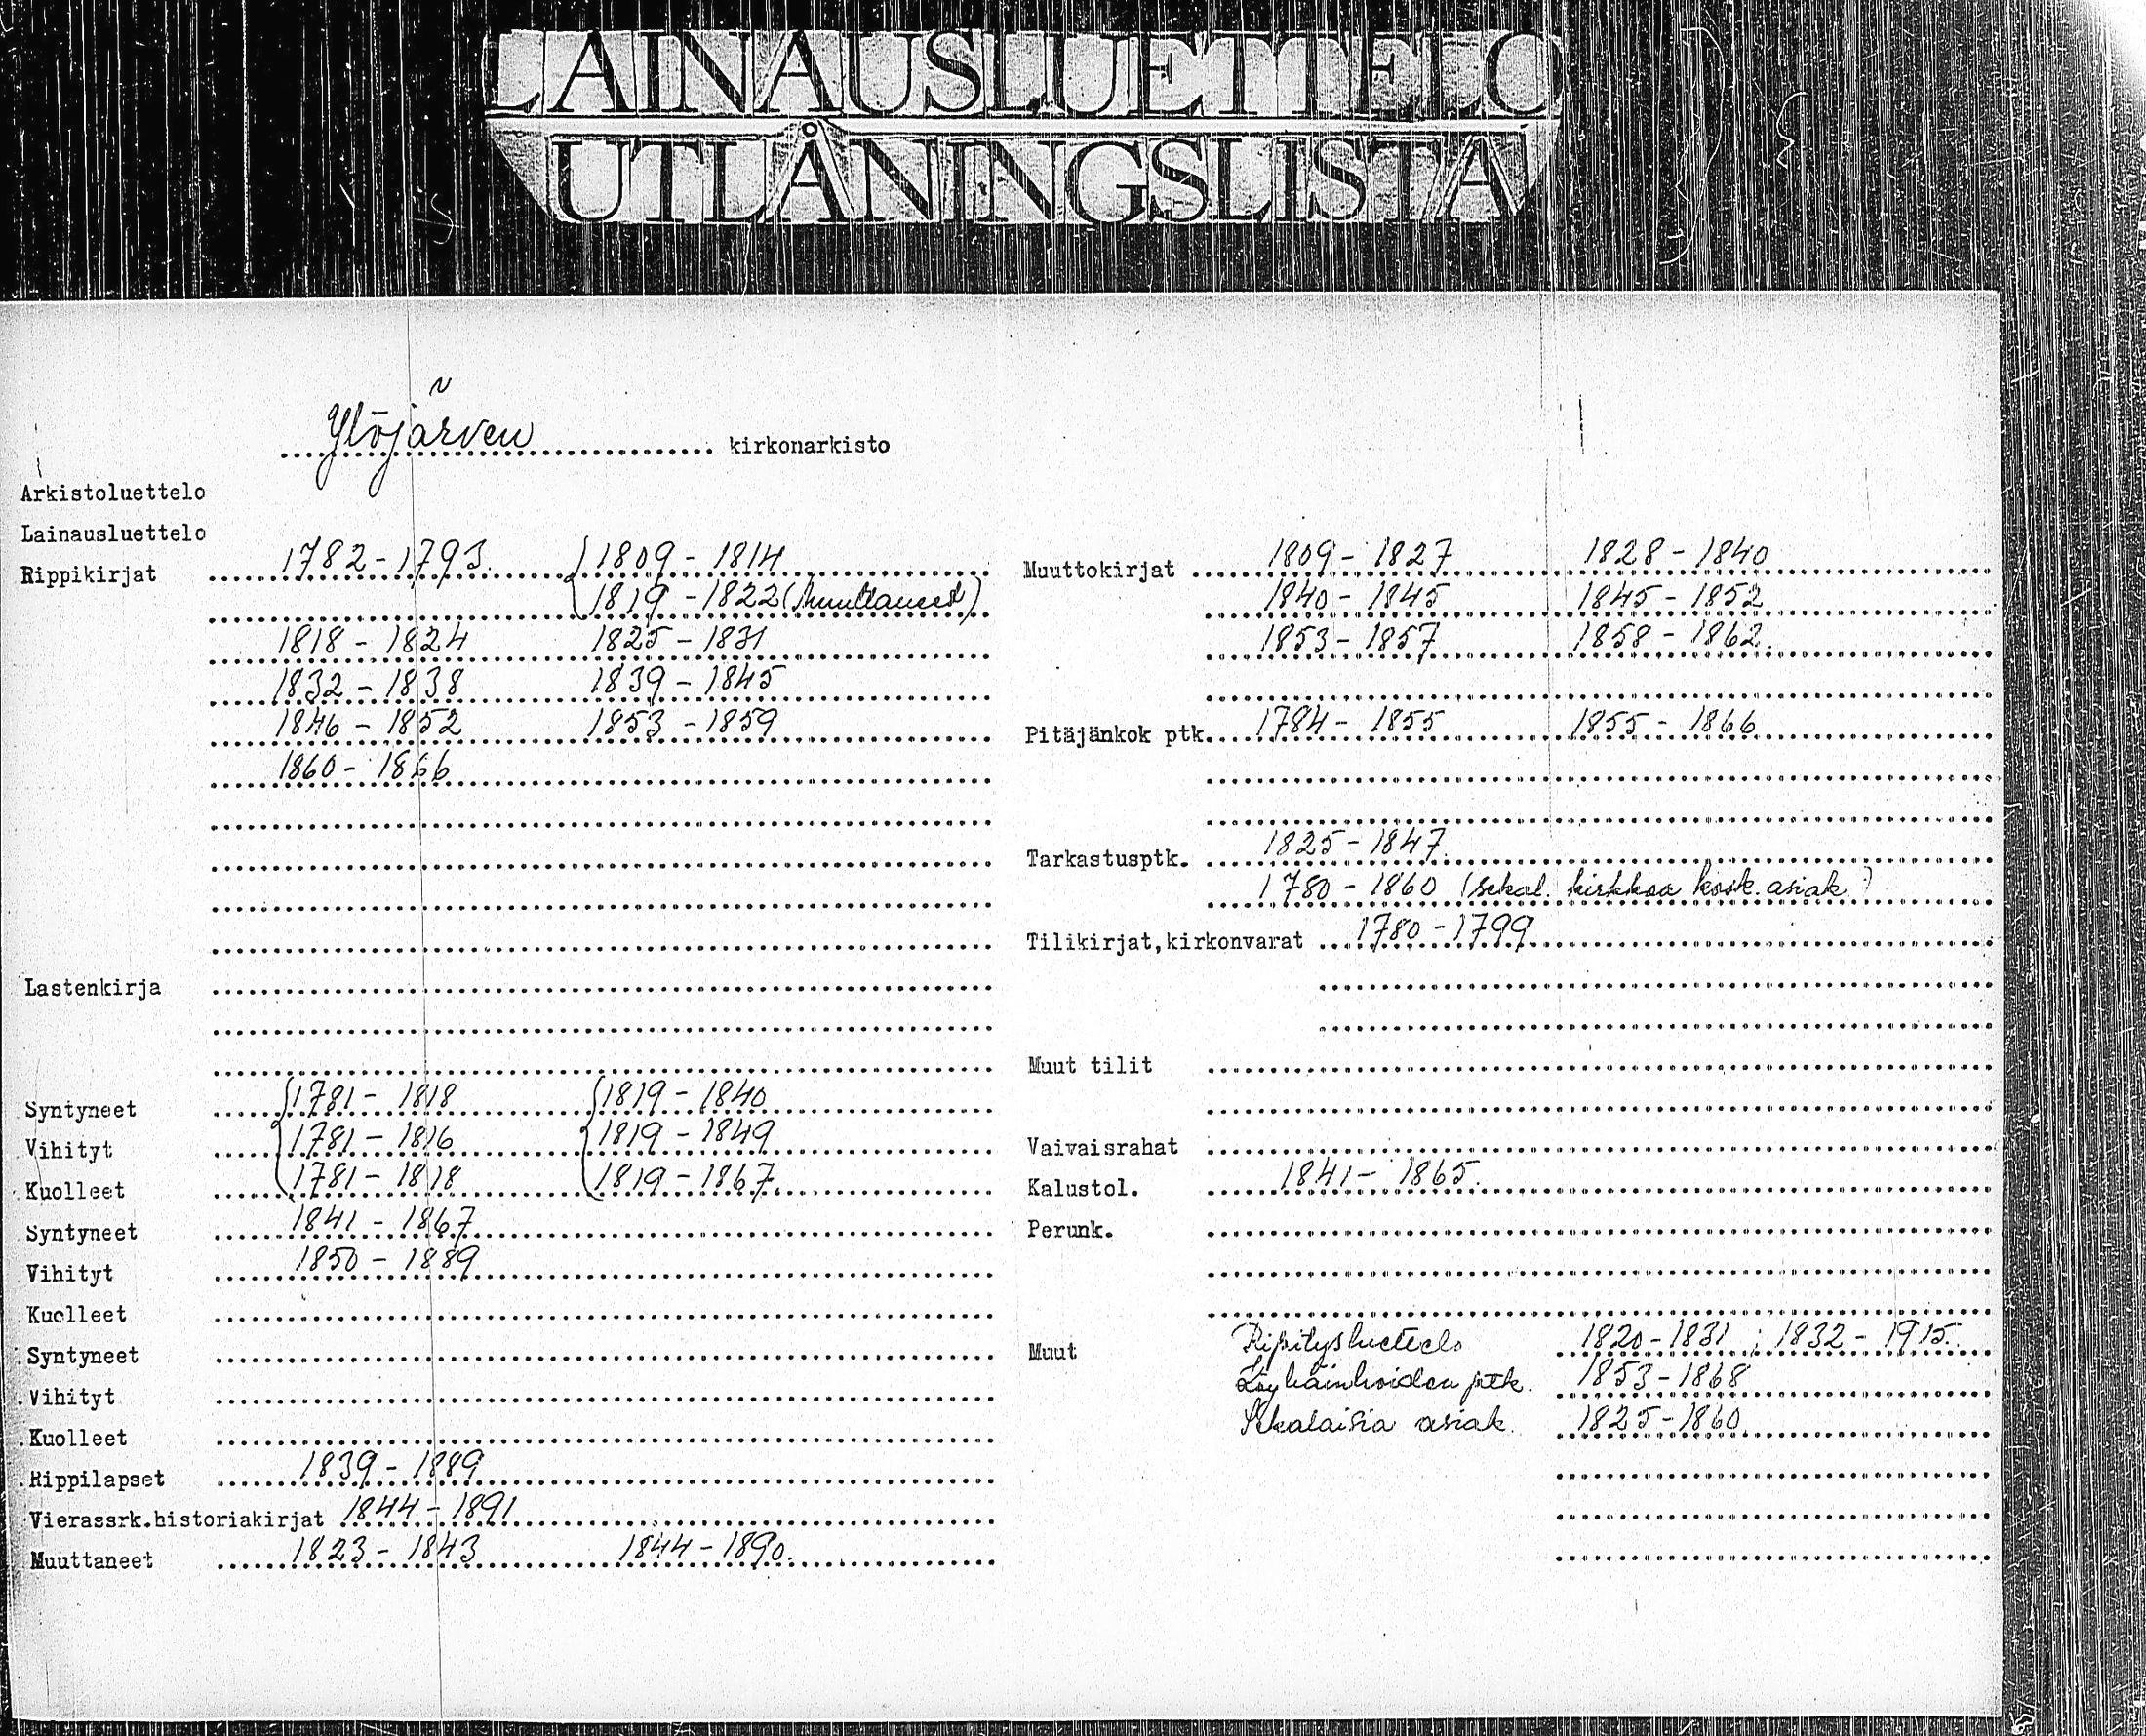 LAINAUSLUETTELO
UTLÅNINGSLISTA
Ylöjärven kirkonarkisto
Arkistoluettelo
Lainausluettelo
Rippikirjat 1782-1793. 1809-1814
1819-1822 (Muuttaneet)
1818-1824 1825-1831
1832-1838 1839-1845
1846-1852 1853-1859
1860-1866
Lastenkirja
Syntyneet 1781-1818 1819-1840
Vihityt 1781-1816 1819-1849
Kuolleet 1781-1818 1819-1867.
Syntyneet 1841-1867
Vihityt 1850-1889
Kuolleet
Syntyneet
Vihityt
Kuolleet
Rippilapset 1839-1889
Vierassrk.historiakirjat 1844-1891
Muuttaneet 1823-1843 1844-1890.
Muuttokirjat 1809-1827 1828-1840
1840-1845 1845-1852
1853-1857 1858-1862.
Pitäjänkok ptk. 1784-1855 1855-1866
Tarkastusptk. 1825-1847.
1780-1860 (sekal. kirkkoa kosk. asiak.)
Tilikirjat,kirkonvarat 1780-1799
Muut tilit
Vaivaisrahat
Kalustol. 1841-1865.
Perunk.
Muut Ripitysluettelo 1820-1831 ; 1832-1915.
1853-1868
Sekalaisia asiak. 1825-1860.